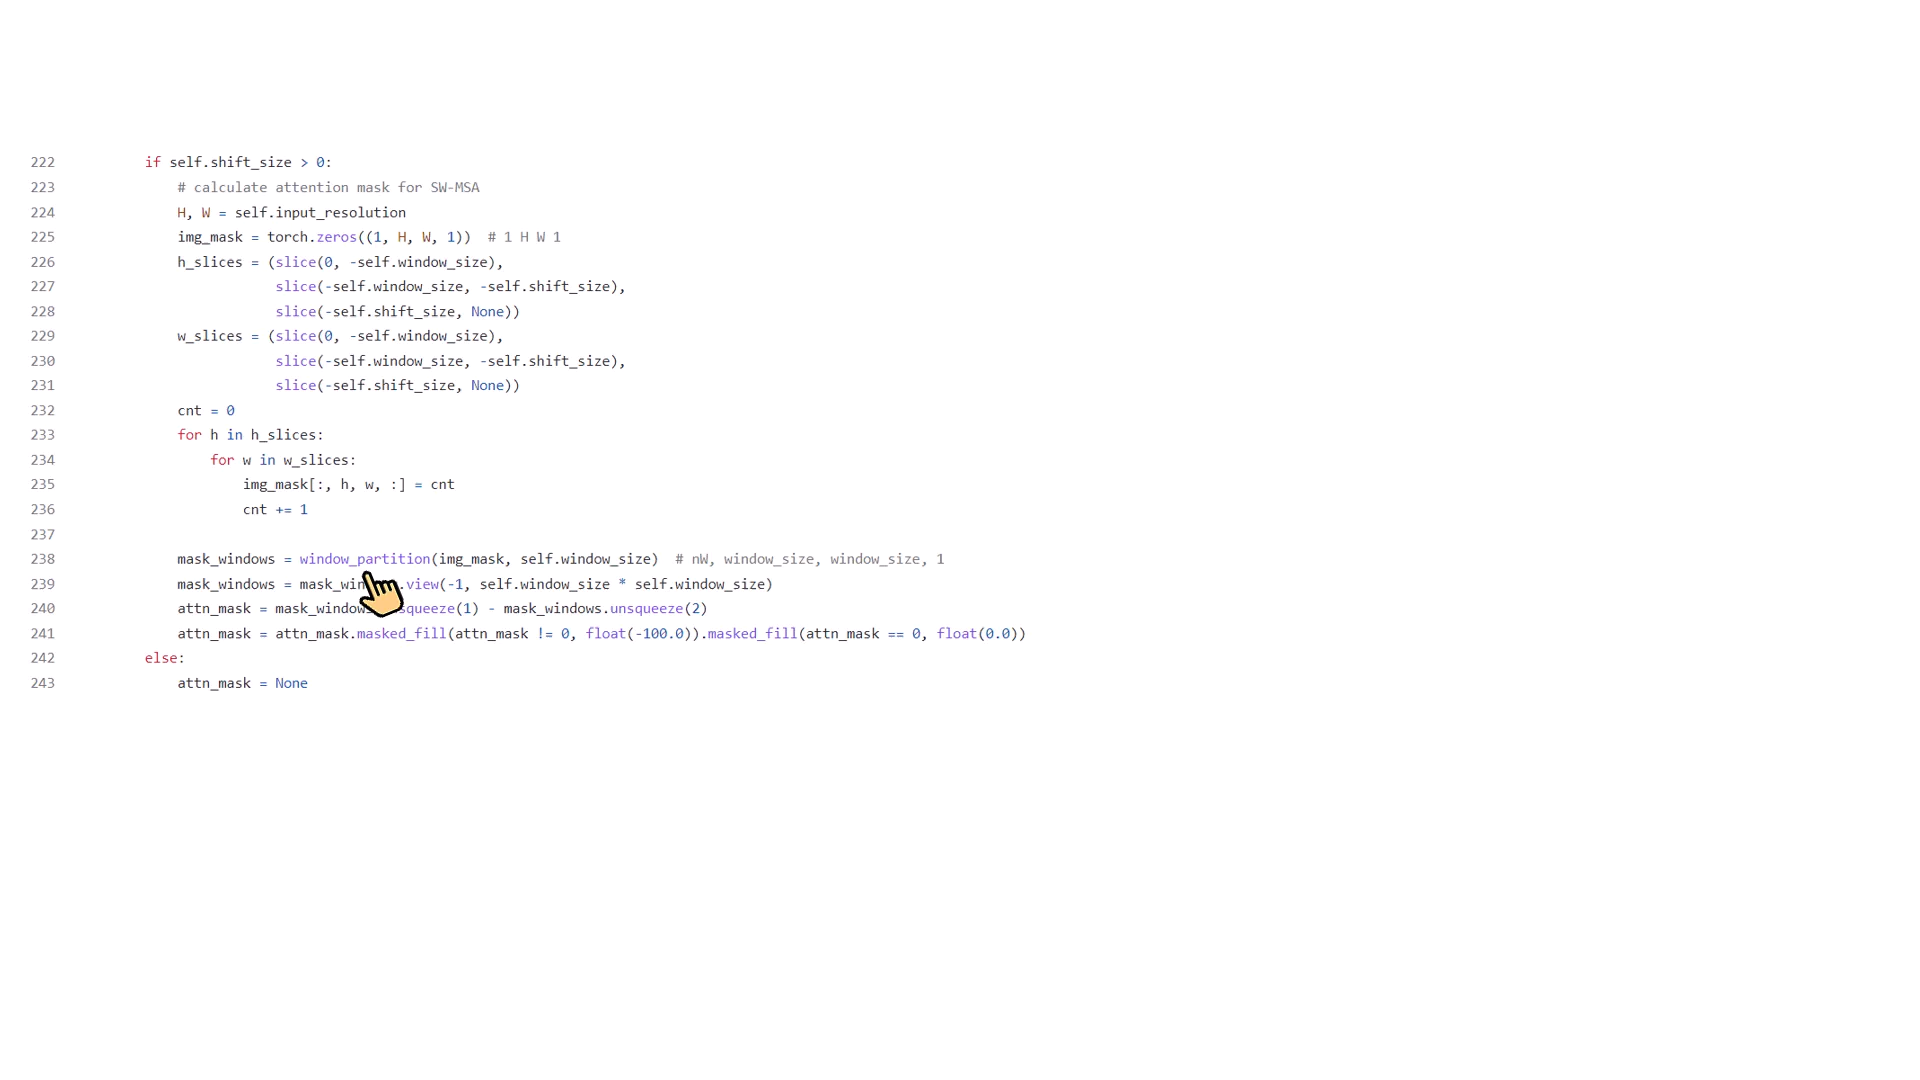 222 if self.shift_size > 0:
223 # calculate attention mask for SW-MSA
224 H, W = self.input_resolution
225 img_mask = torch.zeros((1, H, W, 1)) # 1 H W 1
226 h_slices = (slice(0, -self.window_size),
227 slice(-self.window_size, -self.shift_size),
228 slice(-self.shift_size, None))
229 w_slices = (slice(0, -self.window_size),
230 slice(-self.window_size, -self.shift_size),
231 slice(-self.shift_size, None))
232 cnt = 0
233 for h in h_slices:
234 for w in w_slices:
235 img_mask[:, h, w, :] = cnt
236 cnt += 1
237
238 mask_windows = window_partition(img_mask, self.window_size) # nW, window_size, window_size, 1
239 mask_windows = mask_win .view(-1, self.window_size * self.window_size)
240 attn_mask = mask_windows squeeze(1) - mask_windows.unsqueeze(2)
241 attn_mask = attn_mask.masked_fill(attn_mask != 0, float(-100.0)).masked_fill(attn_mask == 0, float(0.0))
242 else:
243 attn_mask = None